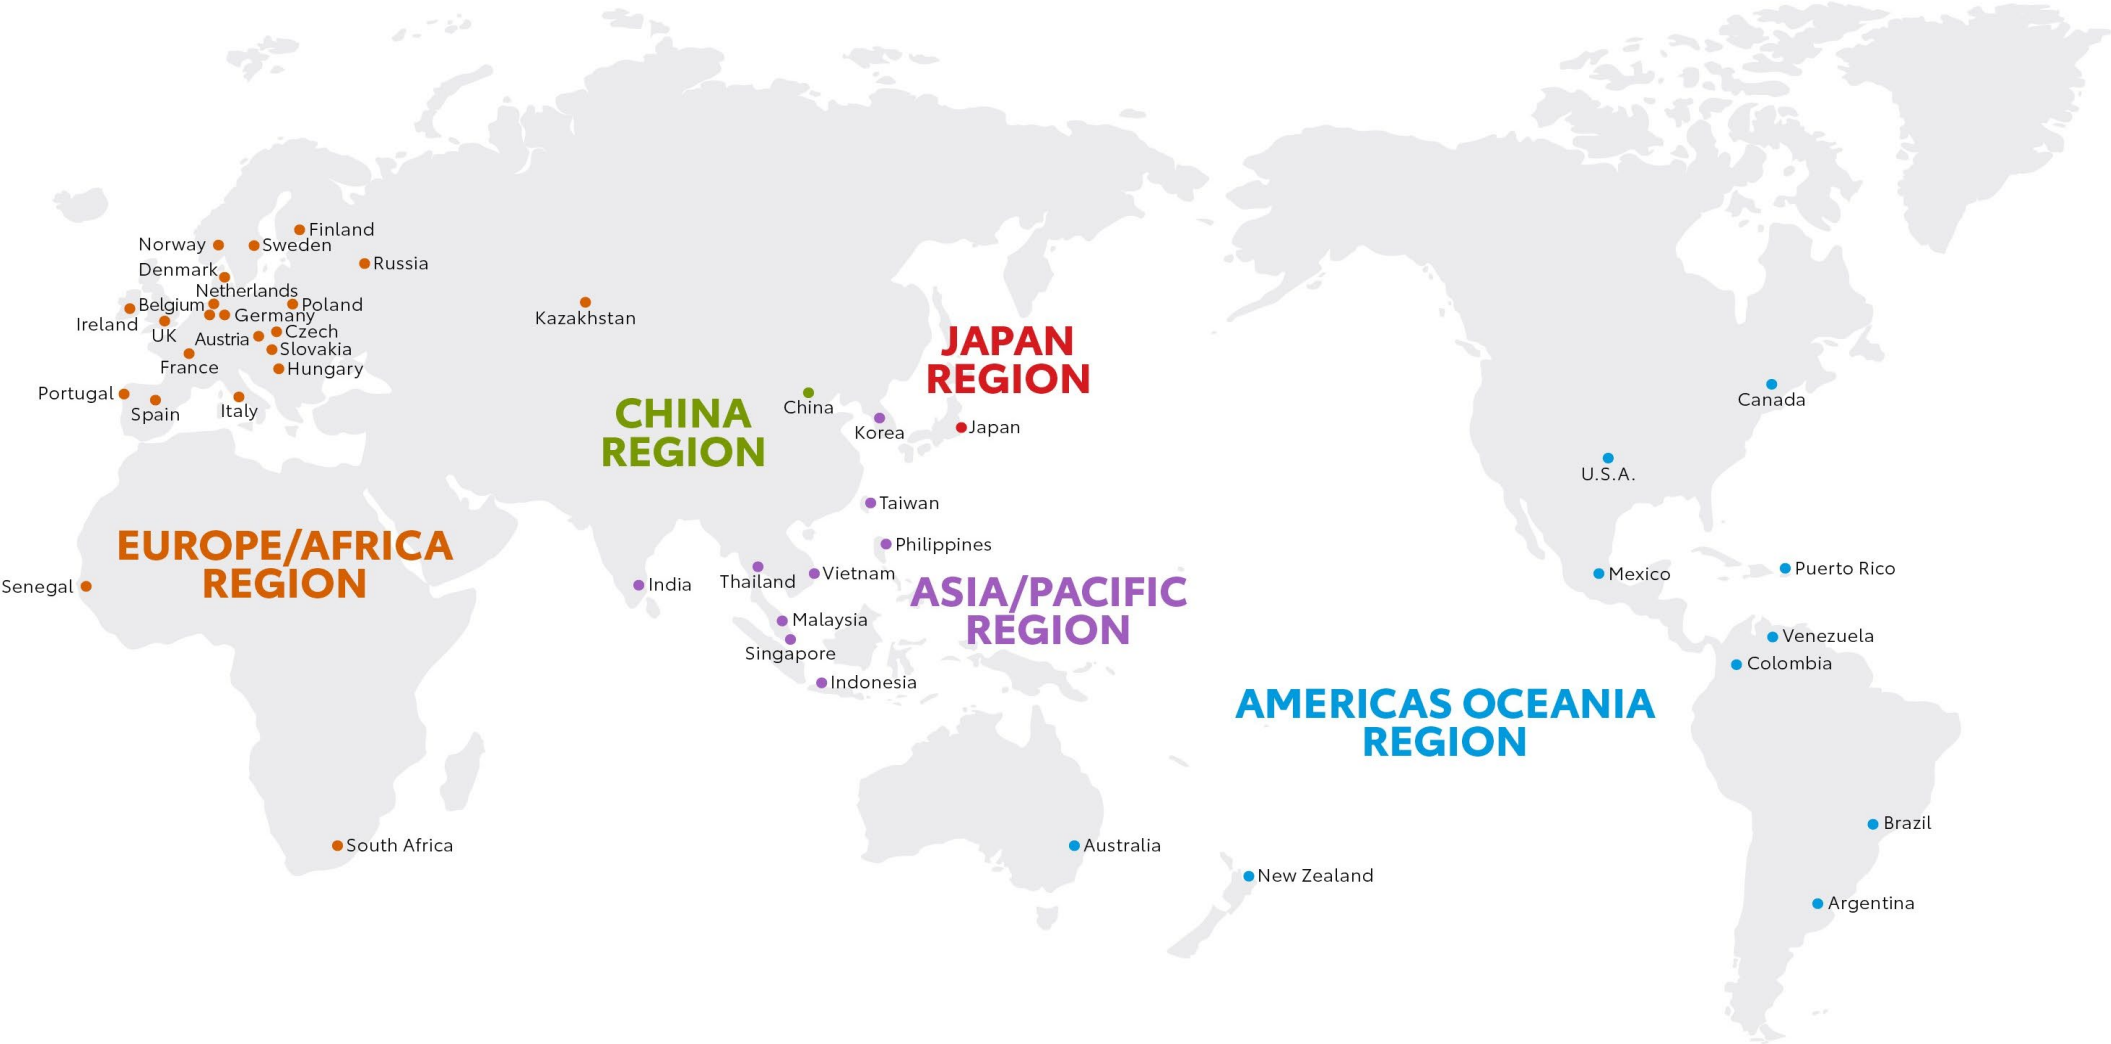 Finland
Norway
Sweden
Denmark
Russia
Netherlands
Belgium
Poland
Ireland
Germany
UK
Austria
Czech
Slovakia
France
Hungary
Portugal
Spain
Italy
Kazakhstan
JAPAN
REGION
CHINA
REGION
China
Korea
Japan
Canada
U.S.A.
Taiwan
EUROPE/AFRICA
REGION
Senegal
Philippines
India
Thailand
Vietnam
ASIA/PACIFIC
REGION
Malaysia
Singapore
Indonesia
Mexico
Puerto Rico
Venezuela
Colombia
AMERICAS OCEANIA
REGION
South Africa
Australia
New Zealand
Brazil
Argentina